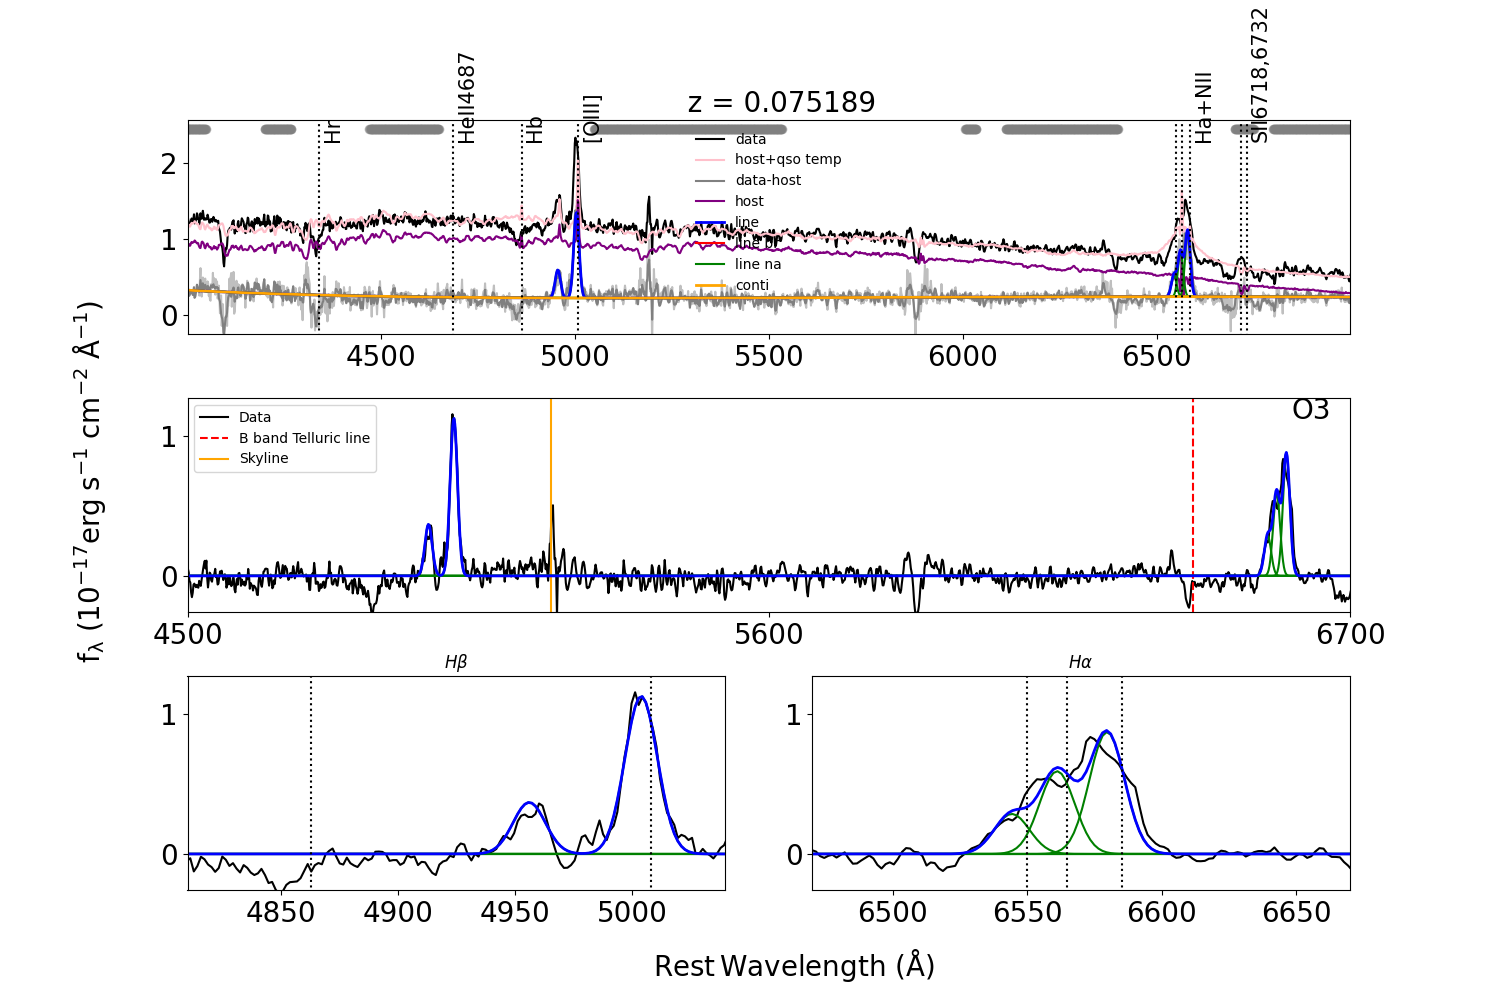 z = 0.075189
Hr
HeII4687
Hb
[OIII]
Ha+NII
SII6718,6732
data
host+qso temp
data-host
host
line
line br
line na
conti
2
1
0
4500 5000 5500 6000 6500
Data
B band Telluric line
Skyline
O3
1
0
4500 5600 6700
fλ (10⁻¹⁷erg s⁻¹ cm⁻² Å⁻¹)
Hβ
1
0
4850 4900 4950 5000
Hα
1
0
6500 6550 6600 6650
Rest Wavelength (Å)